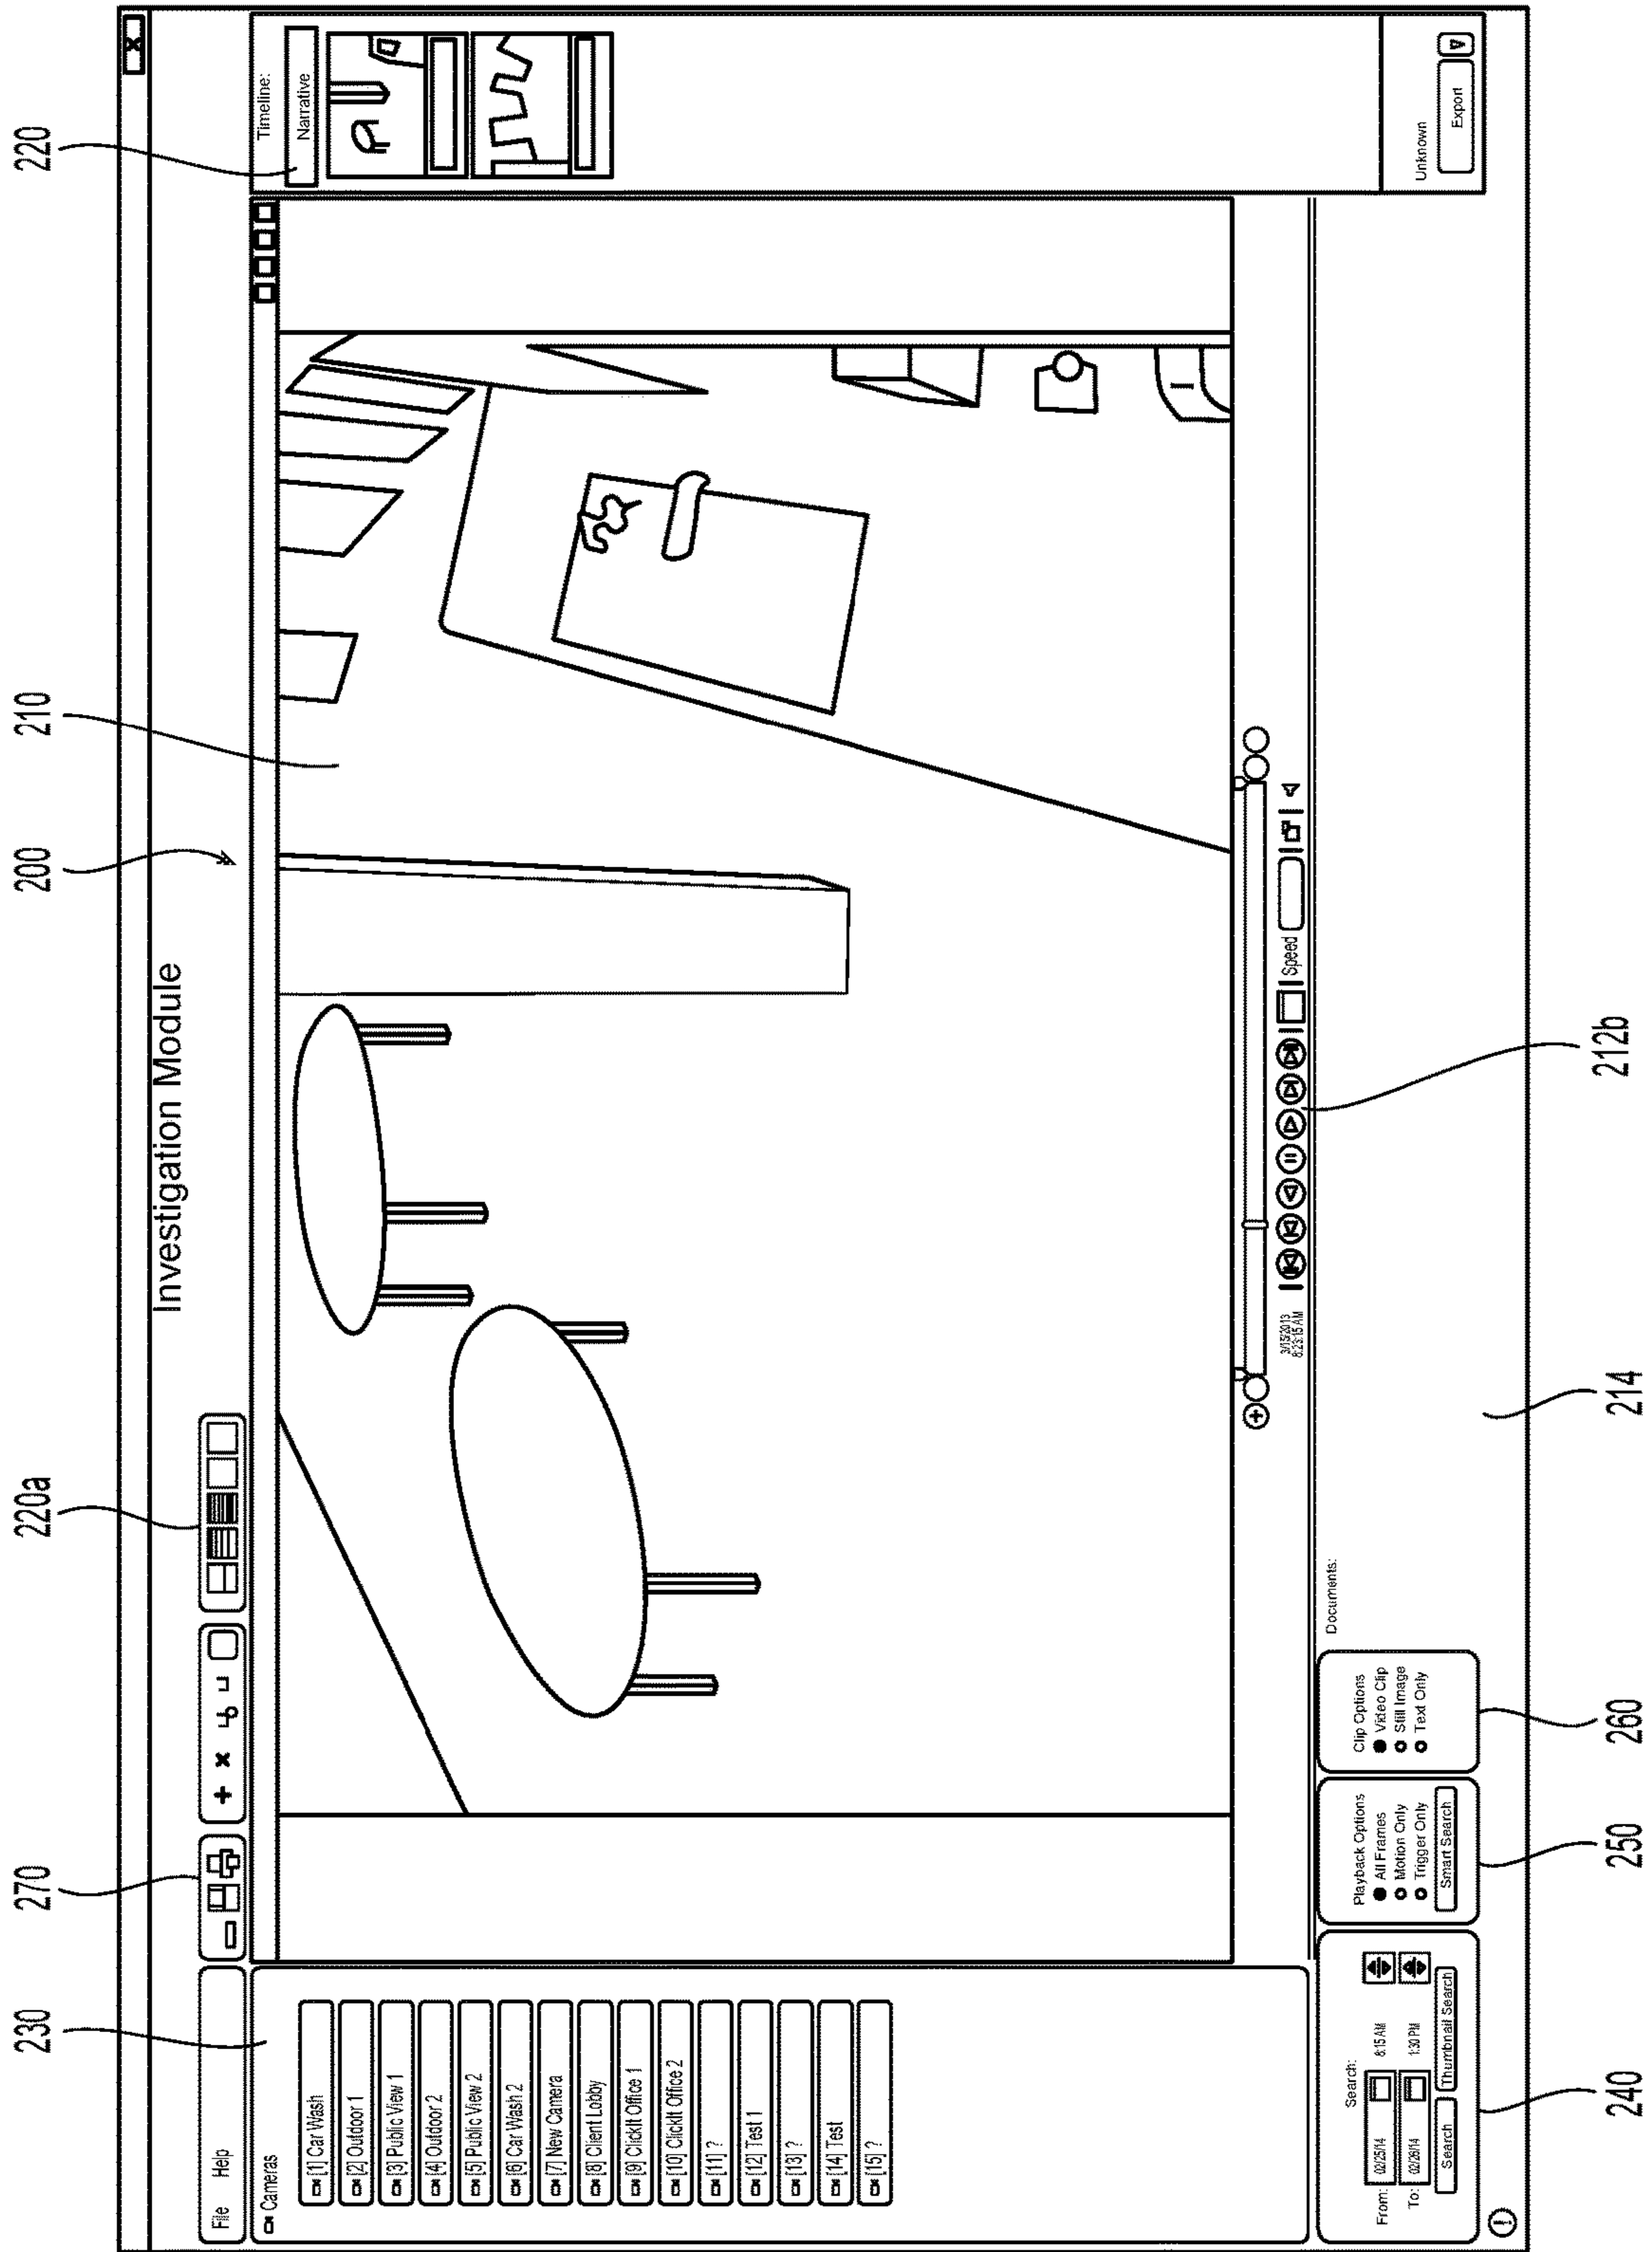 200
210
220
220a
270
230
Investigation Module
File Help
Cameras
[1] Car Wash
[2] Outdoor 1
[3] Public View 1
[4] Outdoor 2
[5] Public View 2
[6] Car Wash 2
[7] New Camera
[8] Client Lobby
[9] ClickIt Office 1
[10] ClickIt Office 2
[11] ?
[12] Test 1
[13] ?
[14] Test
[15] ?
Timeline:
Narrative
Unknown
Export
3/15/2013
8:23:15 AM
Speed
Search:
From: 02/25/14 8:15 AM
To: 02/26/14 1:30 PM
Search Thumbnail Search
Playback Options
All Frames
Motion Only
Trigger Only
Smart Search
Clip Options
Video Clip
Still Image
Text Only
Documents:
240
250
260
214
212b